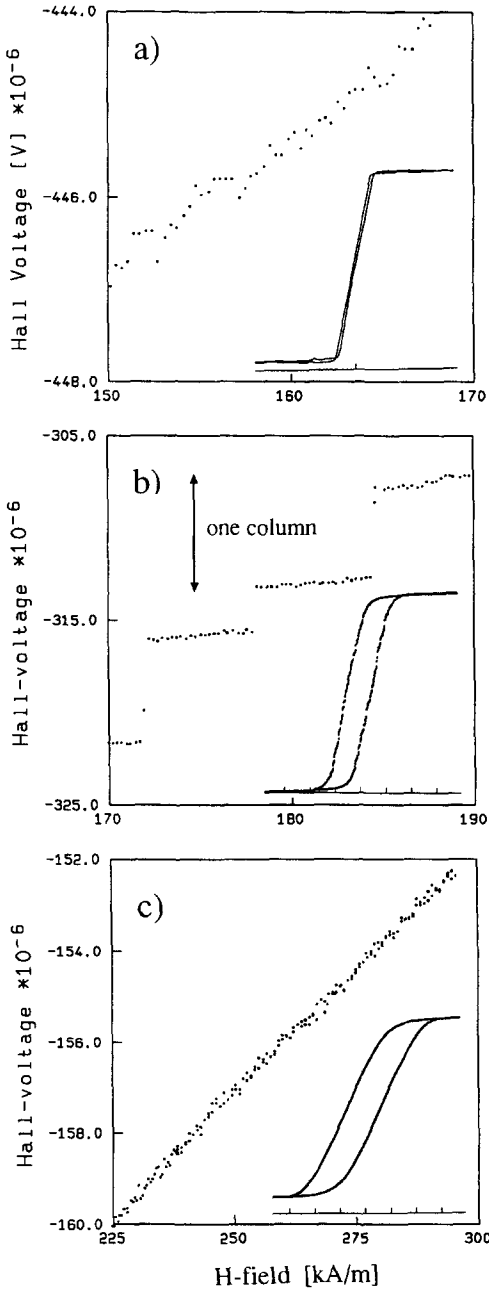 -444.0
a)
Hall Voltage [V] *10-6
-446.0
-448.0
150 160 170
-305.0
b)
one column
Hall-voltage *10-6
-315.0
-325.0
170 180 190
-152.0
c)
-154.0
Hall-voltage *10-6
-156.0
-158.0
-160.0
225 250 275 300
H-field [kA/m]